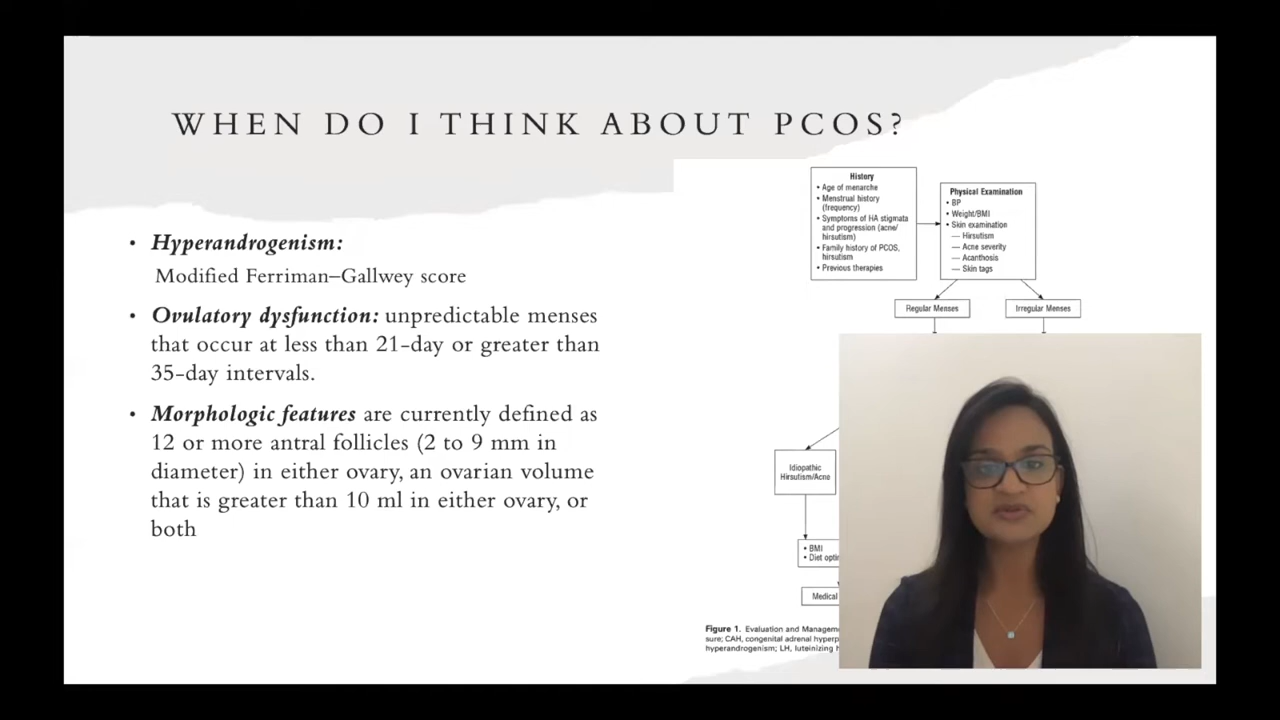 WHEN DO I THINK ABOUT PCOS?
• Hyperandrogenism:
Modified Ferriman–Gallwey score
• Ovulatory dysfunction: unpredictable menses
that occur at less than 21-day or greater than
35-day intervals.
• Morphologic features are currently defined as
12 or more antral follicles (2 to 9 mm in
diameter) in either ovary, an ovarian volume
that is greater than 10 ml in either ovary, or
both
History
• Age of menarche
• Menstrual history
(frequency)
• Symptoms of HA stigmata
and progression (acne/
hirsutism)
• Family history of PCOS,
hirsutism
• Previous therapies
Physical Examination
• BP
• Weight/BMI
• Skin examination
— Hirsutism
— Acne severity
— Acanthosis
— Skin tags
Regular Menses
Irregular Menses
Idiopathic
Hirsutism/Acne
• BMI
• Diet
Medical
Figure 1. Evaluation and
sure; CAH, congenital adrenal
hyperandrogenism; LH, luteinizing